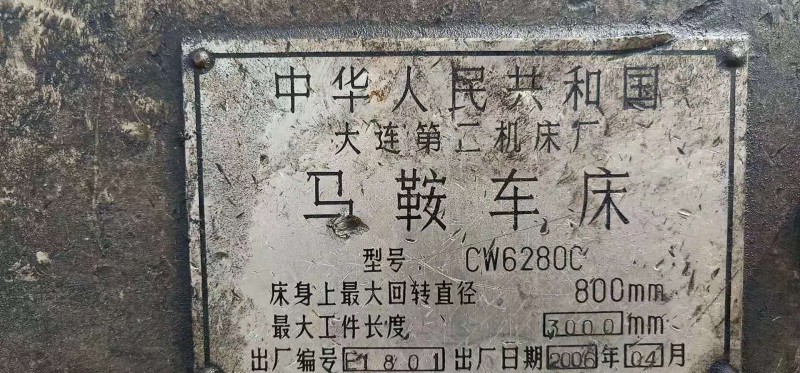 中华人民共和国
大连第二机床厂
马鞍车床
型号 CW6280C
床身上最大回转直径 800mm
最大工件长度 3000mm
出厂编号 E1801 出厂日期 2006年04月